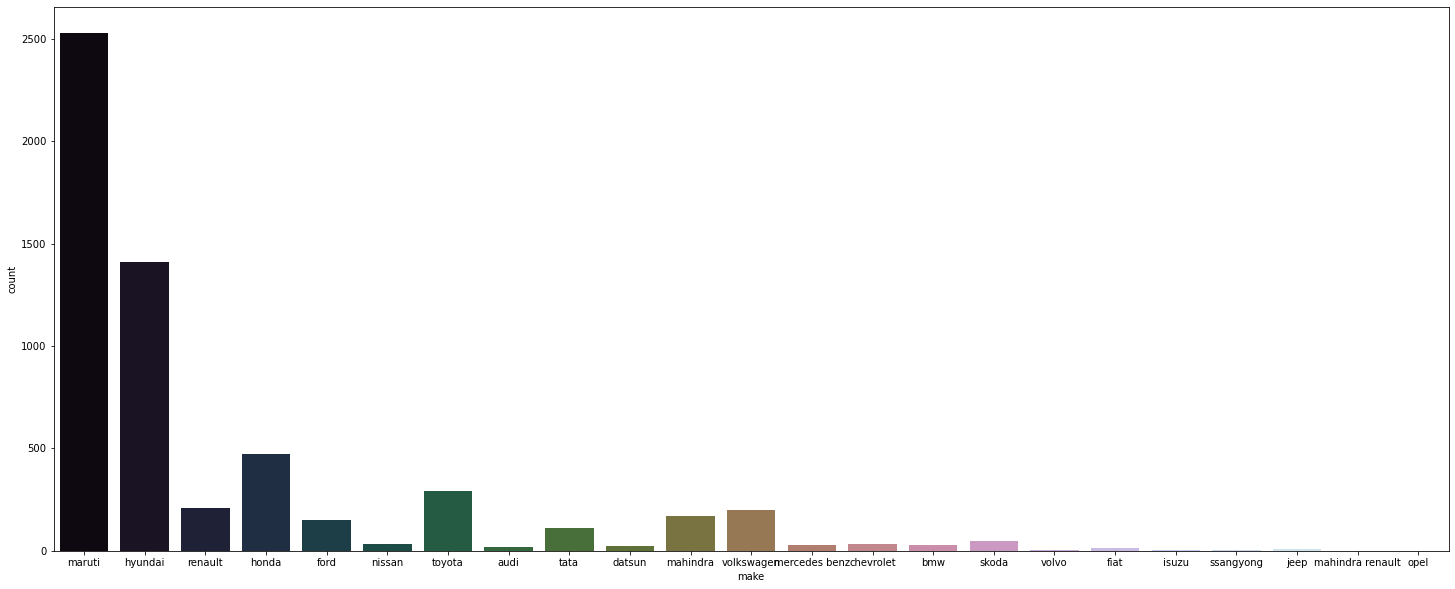 2500
2000
1500
1000
500
0
count
maruti hyundai renault honda ford nissan toyota audi tata datsun mahindra volkswagen mercedes benz chevrolet bmw skoda volvo fiat isuzu ssangyong jeep mahindra renault opel
make